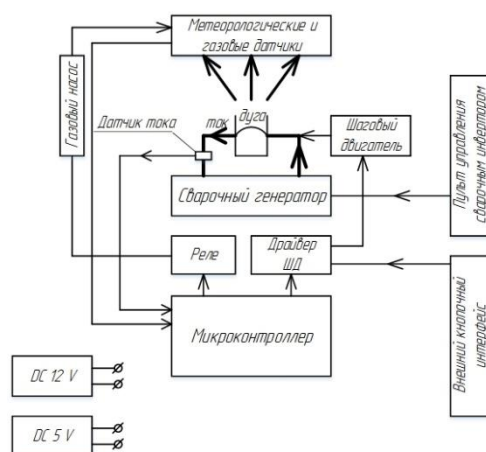 Метеорологические и
газовые датчики
Газовый насос
дуга
ток
Датчик тока
Шаговый
двигатель
Сварочный генератор
Пульт управления
сварочным инвертором
Реле
Драйвер
ШД
Микроконтроллер
Внешний кнопочный
интерфейс
DC 12 V
DC 5 V